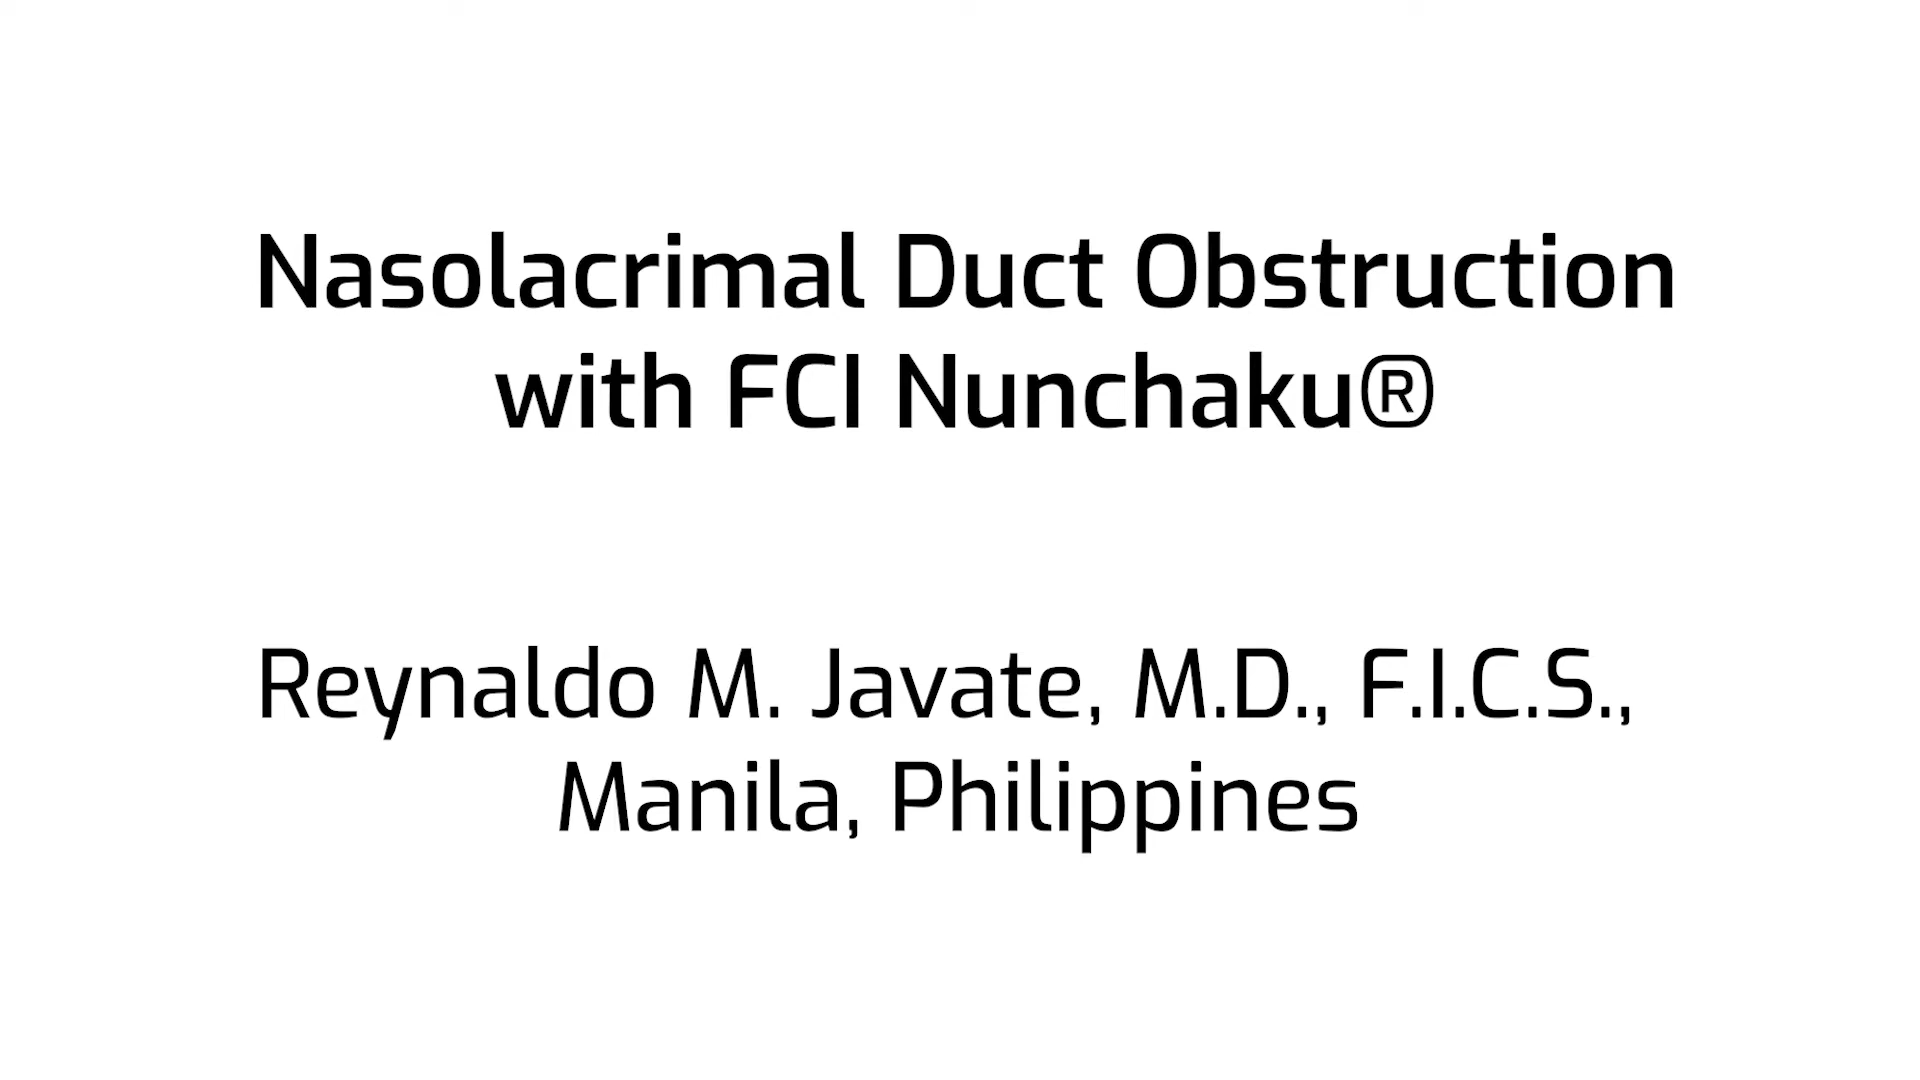 Nasolacrimal Duct Obstruction
with FCI Nunchaku®
Reynaldo M. Javate, M.D., F.I.C.S.,
Manila, Philippines